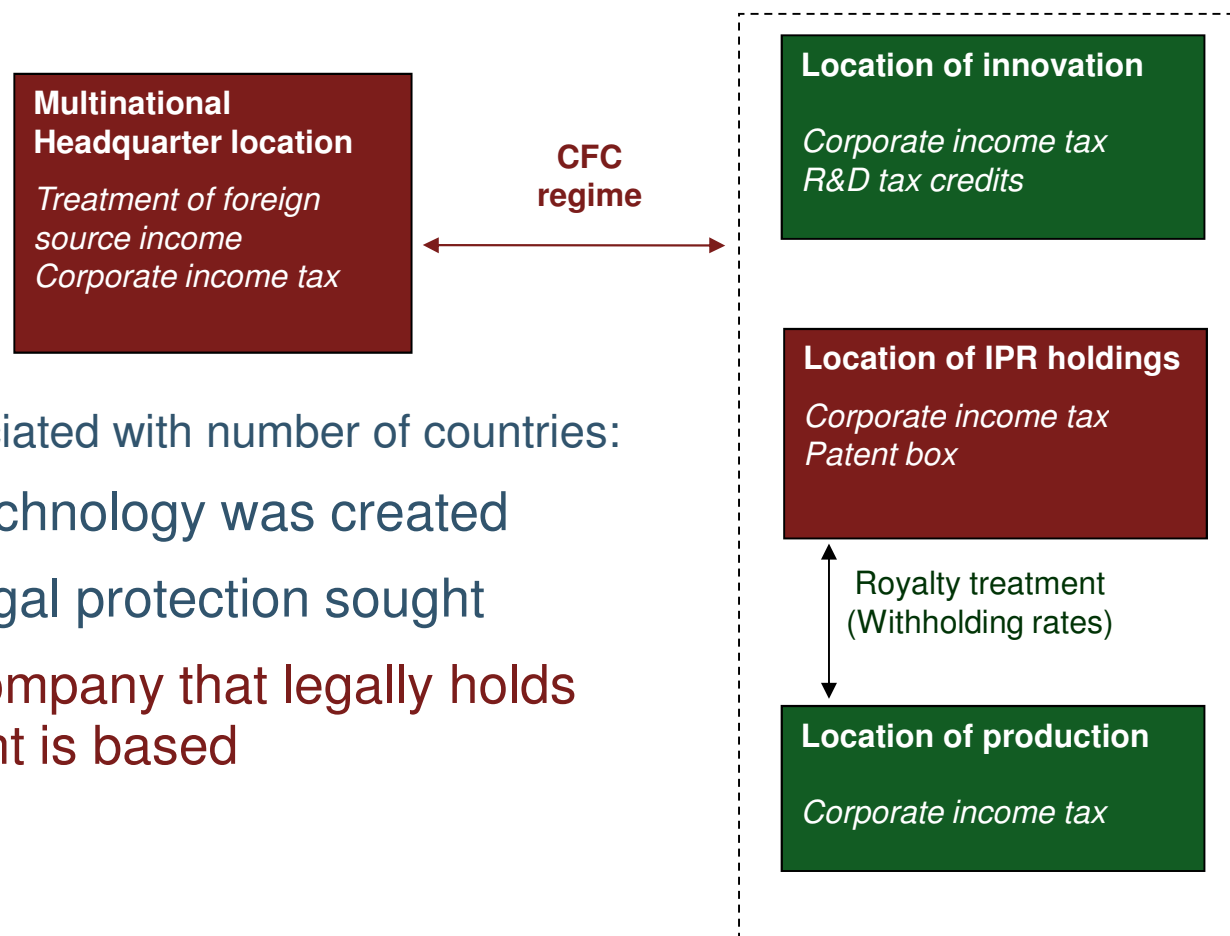 Multinational
Headquarter location
Treatment of foreign
source income
Corporate income tax
CFC
regime
Location of innovation
Corporate income tax
R&D tax credits
Location of IPR holdings
Corporate income tax
Patent box
ciated with number of countries:
chnology was created
gal protection sought
ompany that legally holds
nt is based
Royalty treatment
(Withholding rates)
Location of production
Corporate income tax